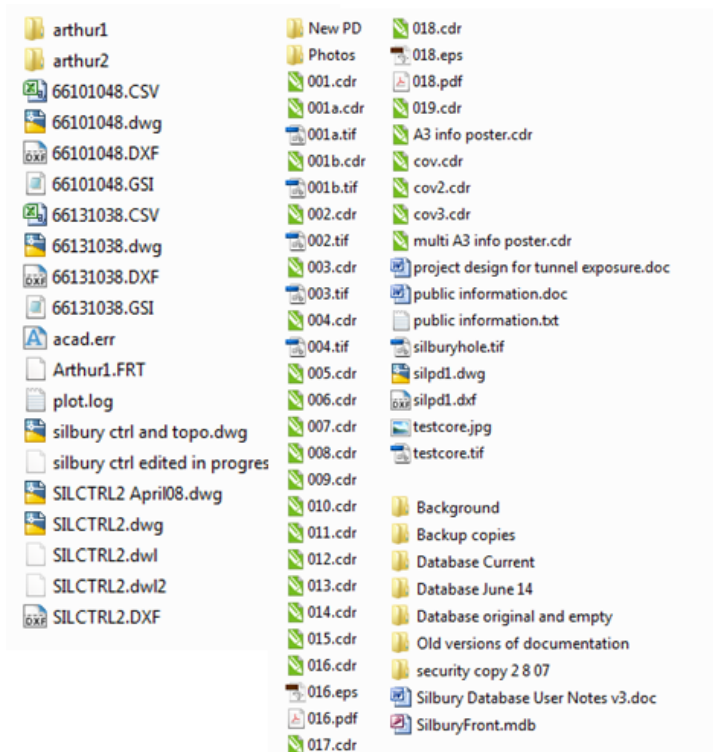 arthur1
arthur2
66101048.CSV
66101048.dwg
66101048.DXF
66101048.GSI
66131038.CSV
66131038.dwg
66131038.DXF
66131038.GSI
acad.err
Arthur1.FRT
plot.log
silbury ctrl and topo.dwg
silbury ctrl edited in progres
SILCTRL2 April08.dwg
SILCTRL2.dwg
SILCTRL2.dwl
SILCTRL2.dwl2
SILCTRL2.DXF
New PD
Photos
001.cdr
001a.cdr
001a.tif
001b.cdr
001b.tif
002.cdr
002.tif
003.cdr
003.tif
004.cdr
004.tif
005.cdr
006.cdr
007.cdr
008.cdr
009.cdr
010.cdr
011.cdr
012.cdr
013.cdr
014.cdr
015.cdr
016.cdr
016.eps
016.pdf
017.cdr
018.cdr
018.eps
018.pdf
019.cdr
A3 info poster.cdr
cov.cdr
cov2.cdr
cov3.cdr
multi A3 info poster.cdr
project design for tunnel exposure.doc
public information.doc
public information.txt
silburyhole.tif
silpd1.dwg
silpd1.dxf
testcore.jpg
testcore.tif
Background
Backup copies
Database Current
Database June 14
Database original and empty
Old versions of documentation
security copy 2 8 07
Silbury Database User Notes v3.doc
SilburyFront.mdb